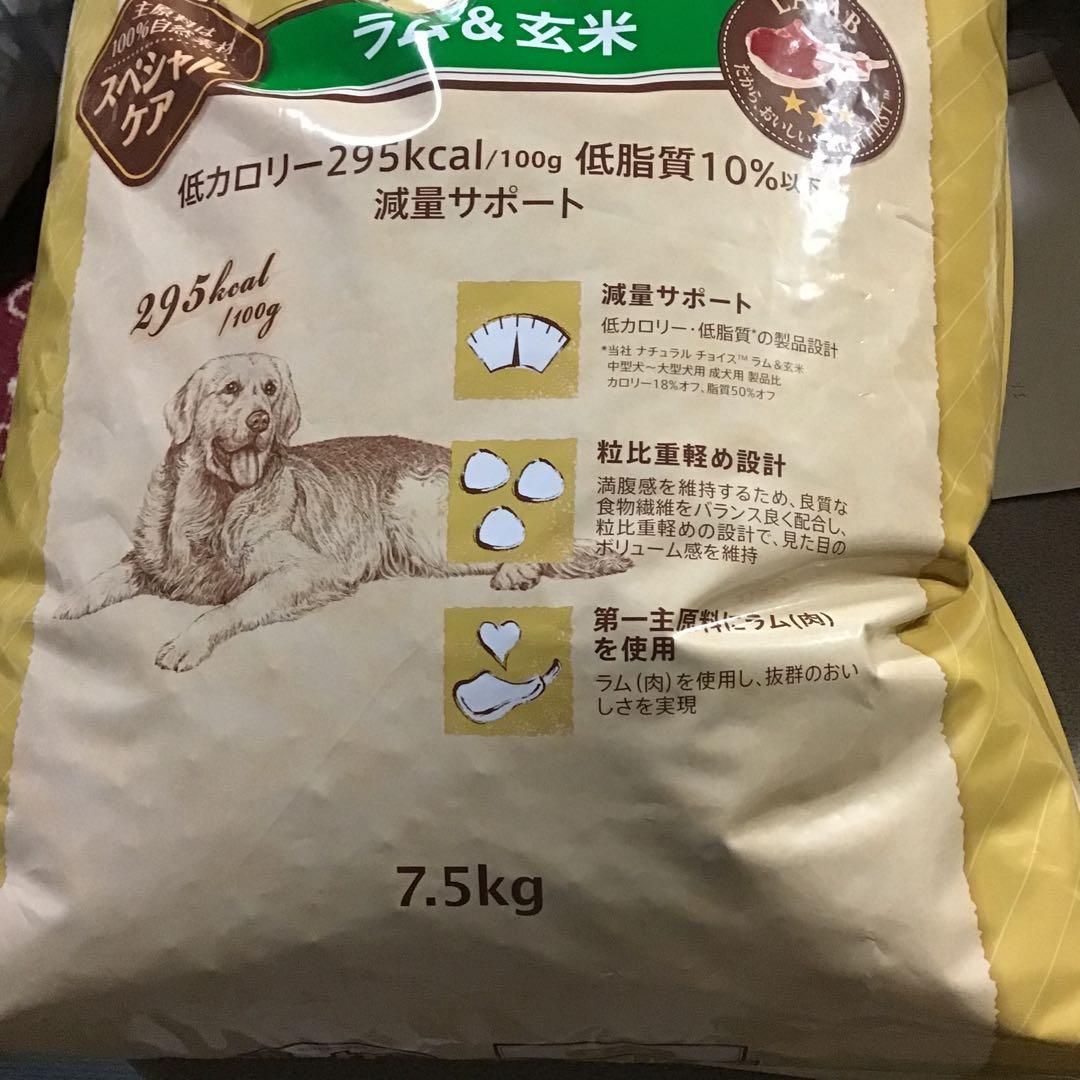 主原料は
100%自然素材
スペシャル
ケア
ラム&玄米
LAMB
だから、おいしい
FIRST™
低カロリー295kcal/100g 低脂質10%以下
減量サポート
295kcal
/100g
減量サポート
低カロリー・低脂質*の製品設計
*当社 ナチュラル チョイス™ ラム&玄米
中型犬〜大型犬用 成犬用 製品比
カロリー18%オフ、脂質50%オフ
粒比重軽め設計
満腹感を維持するため、良質な
食物繊維をバランス良く配合し、
粒比重軽めの設計で、見た目の
ボリューム感を維持
第一主原料にラム(肉)
を使用
ラム(肉)を使用し、抜群のおい
しさを実現
7.5kg